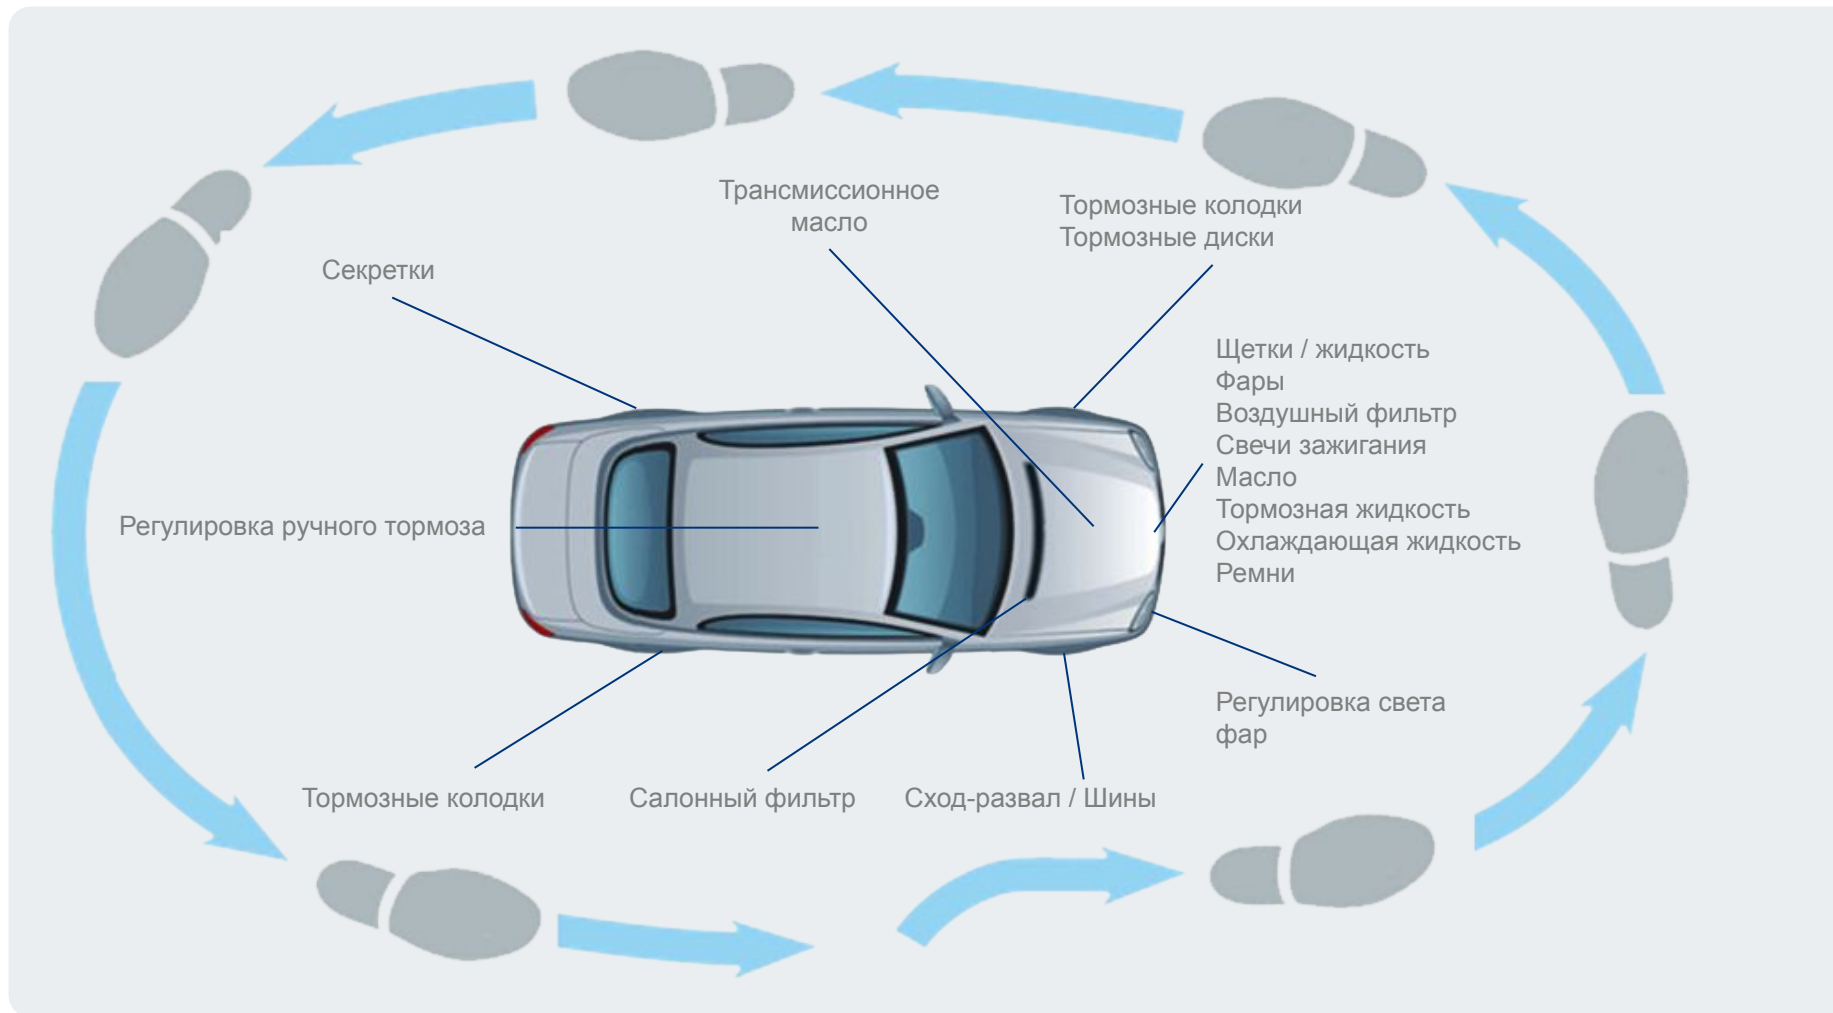 Трансмиссионное
масло
Тормозные колодки
Тормозные диски
Секретки
Щетки / жидкость
Фары
Воздушный фильтр
Свечи зажигания
Масло
Тормозная жидкость
Охлаждающая жидкость
Ремни
Регулировка ручного тормоза
Регулировка света
фар
Тормозные колодки
Салонный фильтр
Сход-развал / Шины